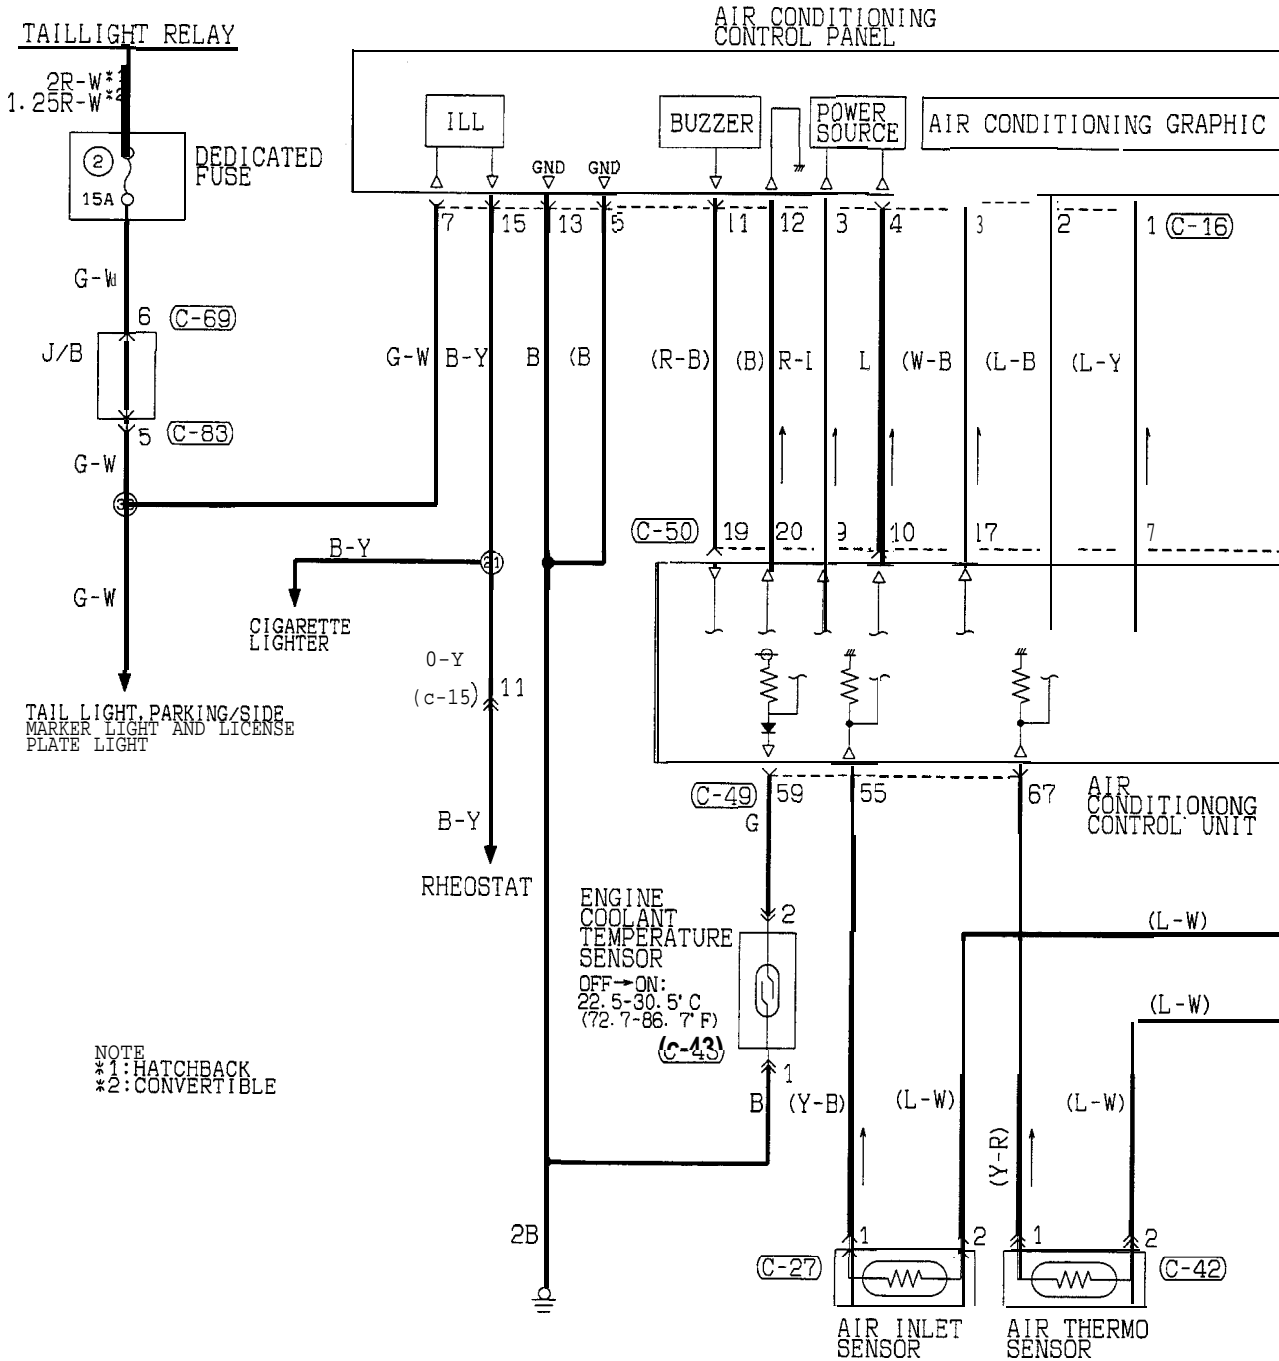 AIR CONDITIONING
CONTROL PANEL
TAILLIGHT RELAY
2R-W*1
1.25R-W*2
ILL
BUZZER
POWER
SOURCE
AIR CONDITIONING GRAPHIC
2
15A
DEDICATED
FUSE
GND GND
7 15 13 5 11 12 3 4 3 2 1 (C-16)
G-W
6 (C-69)
J/B
G-W B-Y B (B (R-B) (B) R-L L (W-B (L-B (L-Y
5 (C-83)
G-W
(C-50) 19 20 9 10 17 7
B-Y
21
G-W
CIGARETTE
LIGHTER
0-Y
(c-15) 11
TAIL LIGHT, PARKING/SIDE
MARKER LIGHT AND LICENSE
PLATE LIGHT
(C-49) 59 55 67
AIR
CONDITIONONG
CONTROL UNIT
G
B-Y
RHEOSTAT
ENGINE
COOLANT
TEMPERATURE
SENSOR
2
OFF→ON:
22.5-30.5°C
(72.7-86.7°F)
(c-43)
(L-W)
(L-W)
NOTE
*1:HATCHBACK
*2:CONVERTIBLE
1
B (Y-B) (L-W) (L-W)
(Y-R)
2B
1 2 1 2
(C-27) (C-42)
AIR INLET
SENSOR
AIR THERMO
SENSOR